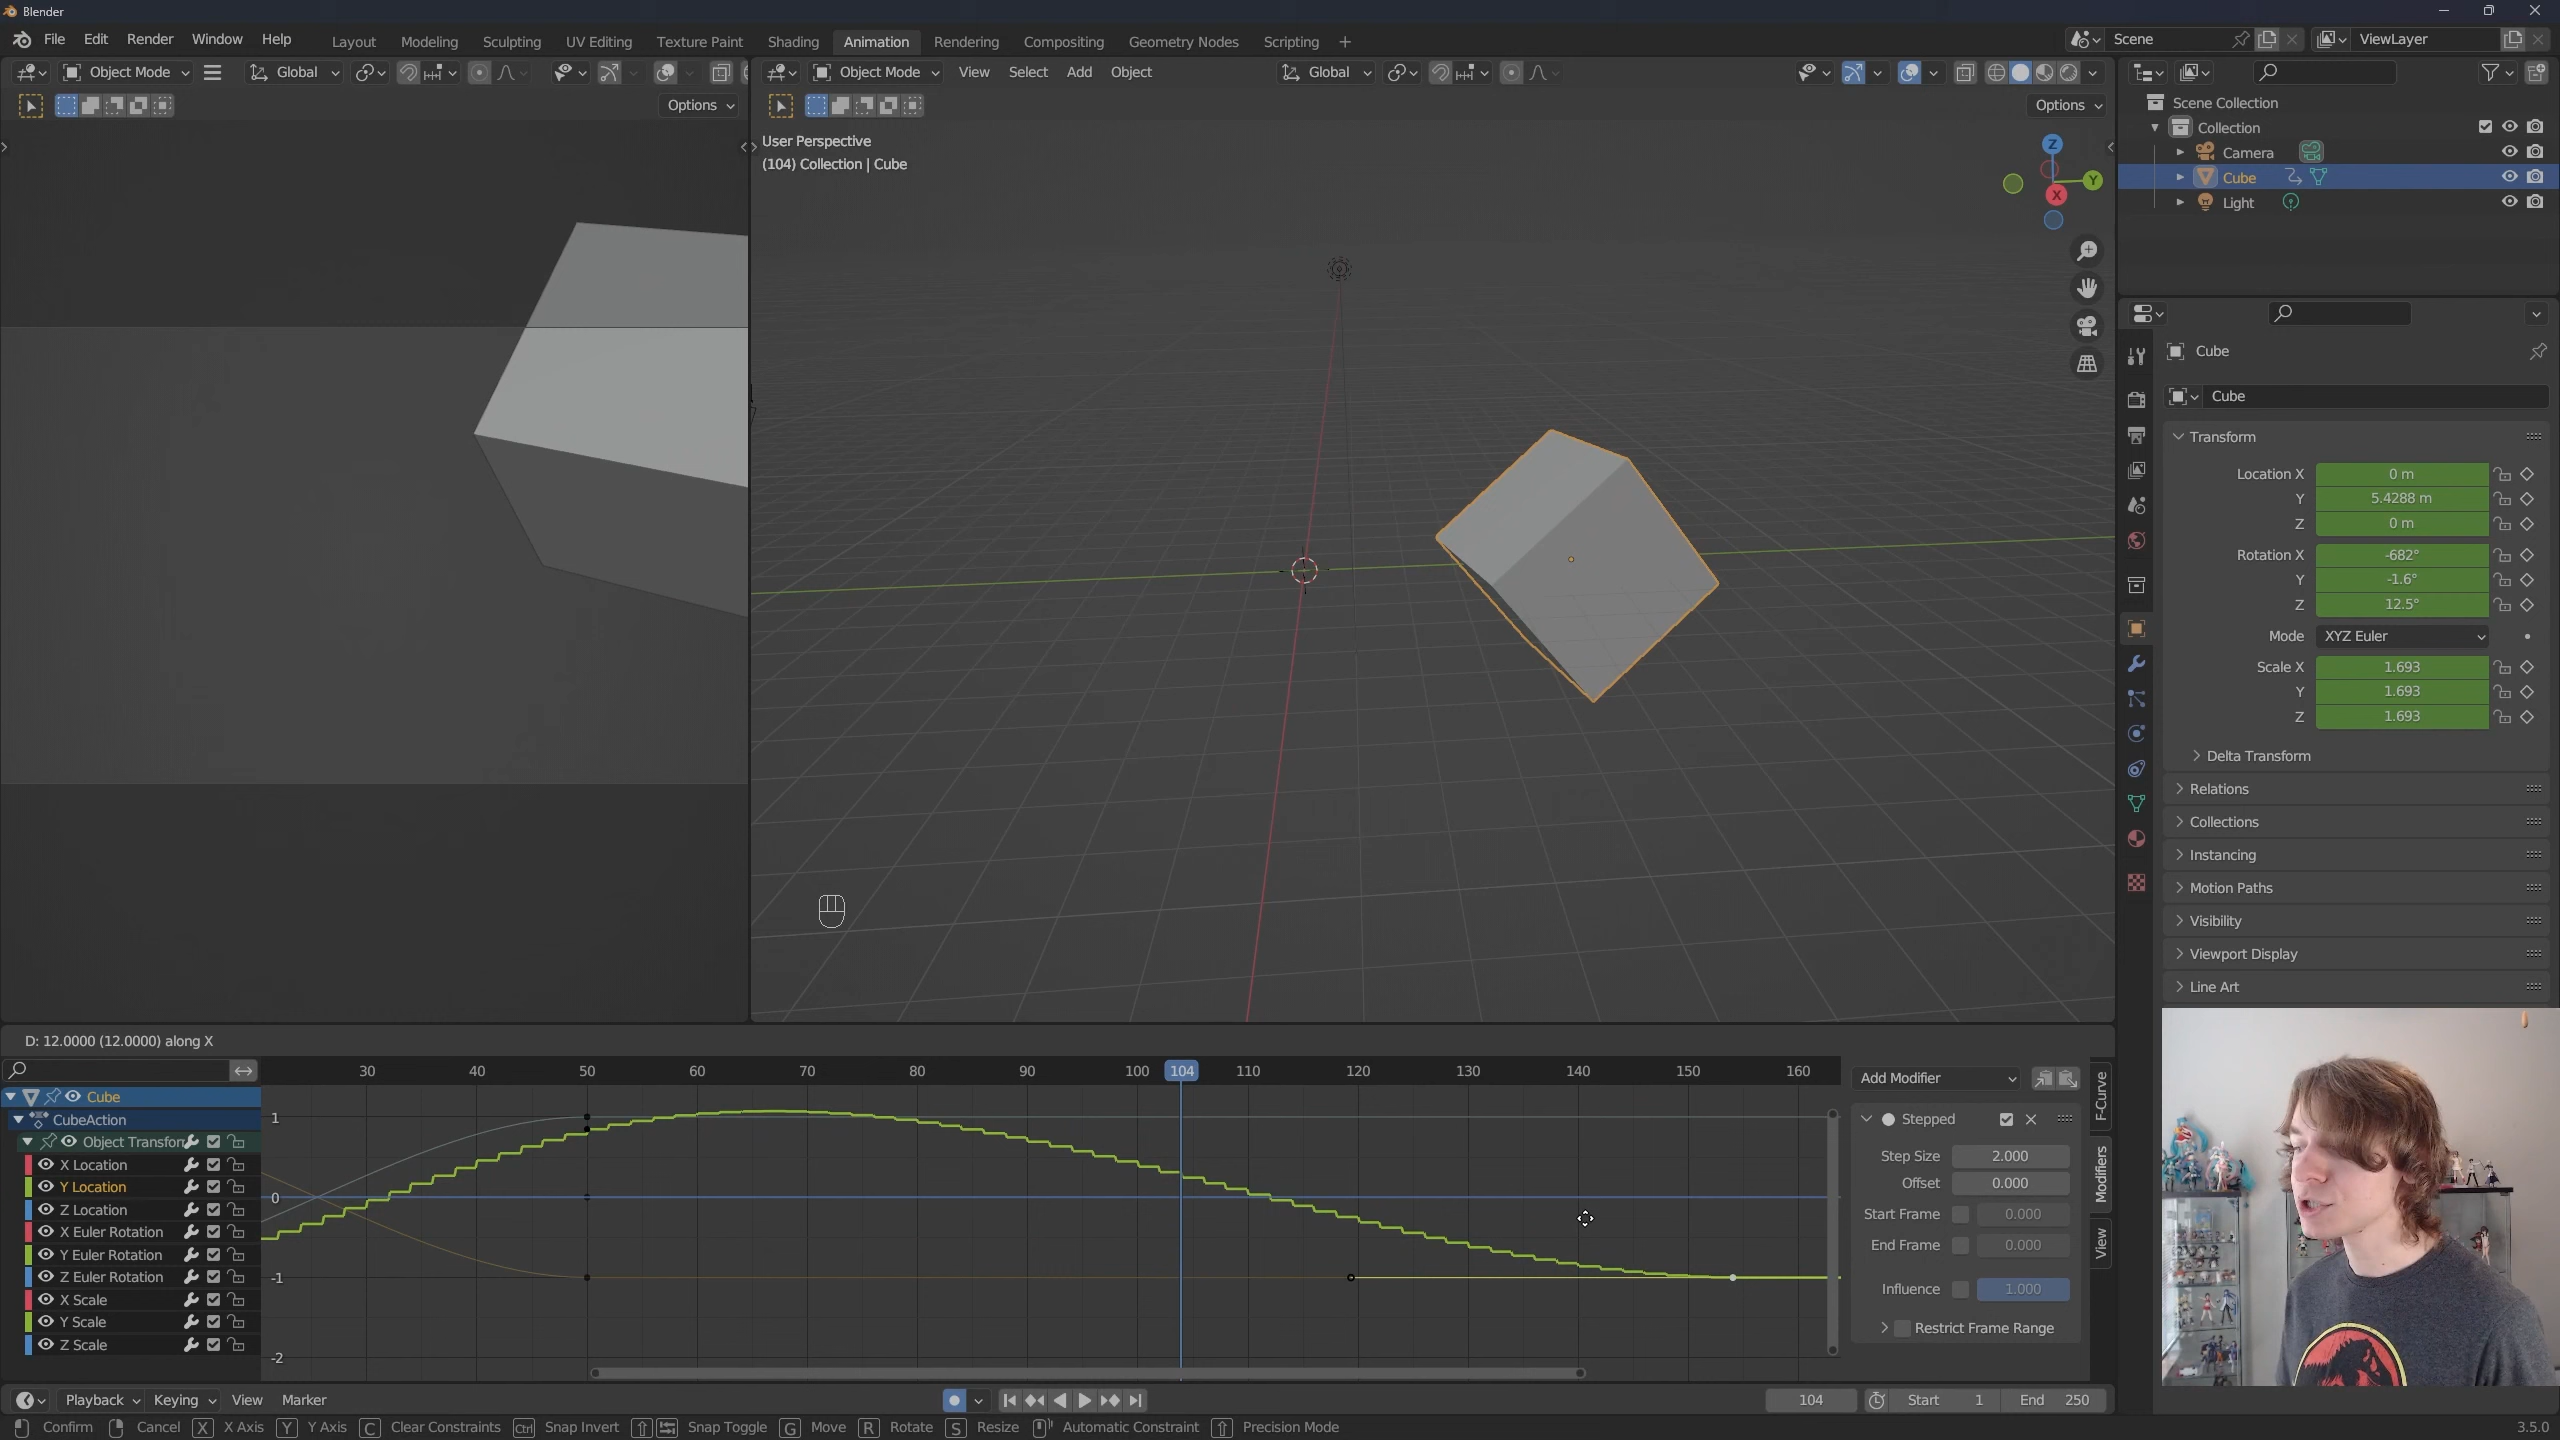 Blender
File Edit Render Window Help Layout Modeling Sculpting UV Editing Texture Paint Shading Animation Rendering Compositing Geometry Nodes Scripting + Scene ViewLayer
Object Mode Global Object Mode View Select Add Object Global
Options Options
User Perspective
(104) Collection | Cube
Z
Y
X
Scene Collection
Collection
Camera
Cube
Light
Cube
Cube
Transform
Location X 0 m
Y 5.4288 m
Z 0 m
Rotation X -682°
Y -1.6°
Z 12.5°
Mode XYZ Euler
Scale X 1.693
Y 1.693
Z 1.693
Delta Transform
Relations
Collections
Instancing
Motion Paths
Visibility
Viewport Display
Line Art
D: 12.0000 (12.0000) along X
30 40 50 60 70 80 90 100 104 110 120 130 140 150 160
1
0
-1
-2
Cube
CubeAction
Object Transfor
X Location
Y Location
Z Location
X Euler Rotation
Y Euler Rotation
Z Euler Rotation
X Scale
Y Scale
Z Scale
Add Modifier
Stepped
Step Size 2.000
Offset 0.000
Start Frame 0.000
End Frame 0.000
Influence 1.000
Restrict Frame Range
F-Curve
Modifiers
View
Playback Keying View Marker 104 Start 1 End 250
Confirm Cancel X X Axis Y Y Axis C Clear Constraints Ctrl Snap Invert Snap Toggle G Move R Rotate S Resize Automatic Constraint Precision Mode 3.5.0